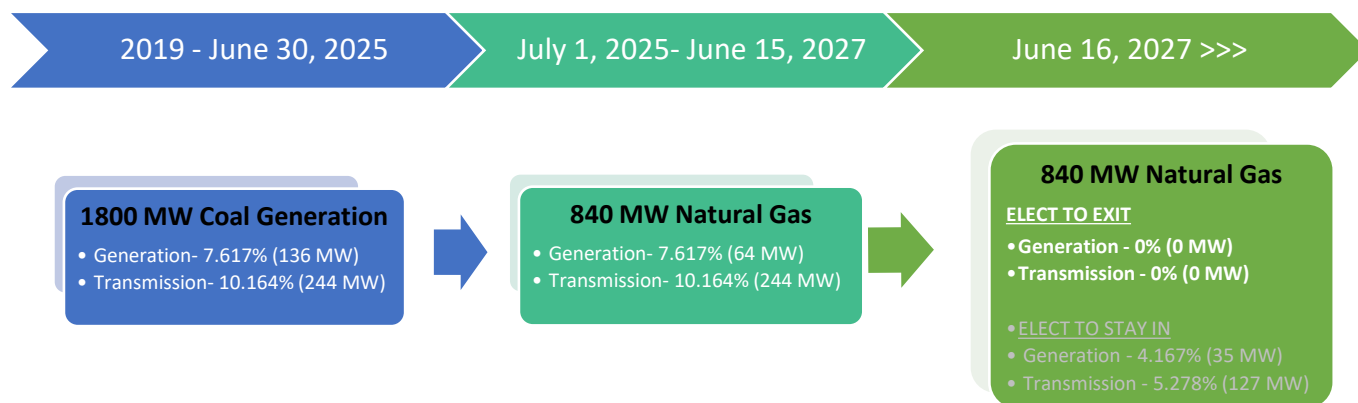 2019 - June 30, 2025
July 1, 2025- June 15, 2027
June 16, 2027 >>>
1800 MW Coal Generation
• Generation- 7.617% (136 MW)
• Transmission- 10.164% (244 MW)
840 MW Natural Gas
• Generation- 7.617% (64 MW)
• Transmission- 10.164% (244 MW)
840 MW Natural Gas
ELECT TO EXIT
•Generation - 0% (0 MW)
•Transmission - 0% (0 MW)
•ELECT TO STAY IN
• Generation - 4.167% (35 MW)
• Transmission - 5.278% (127 MW)